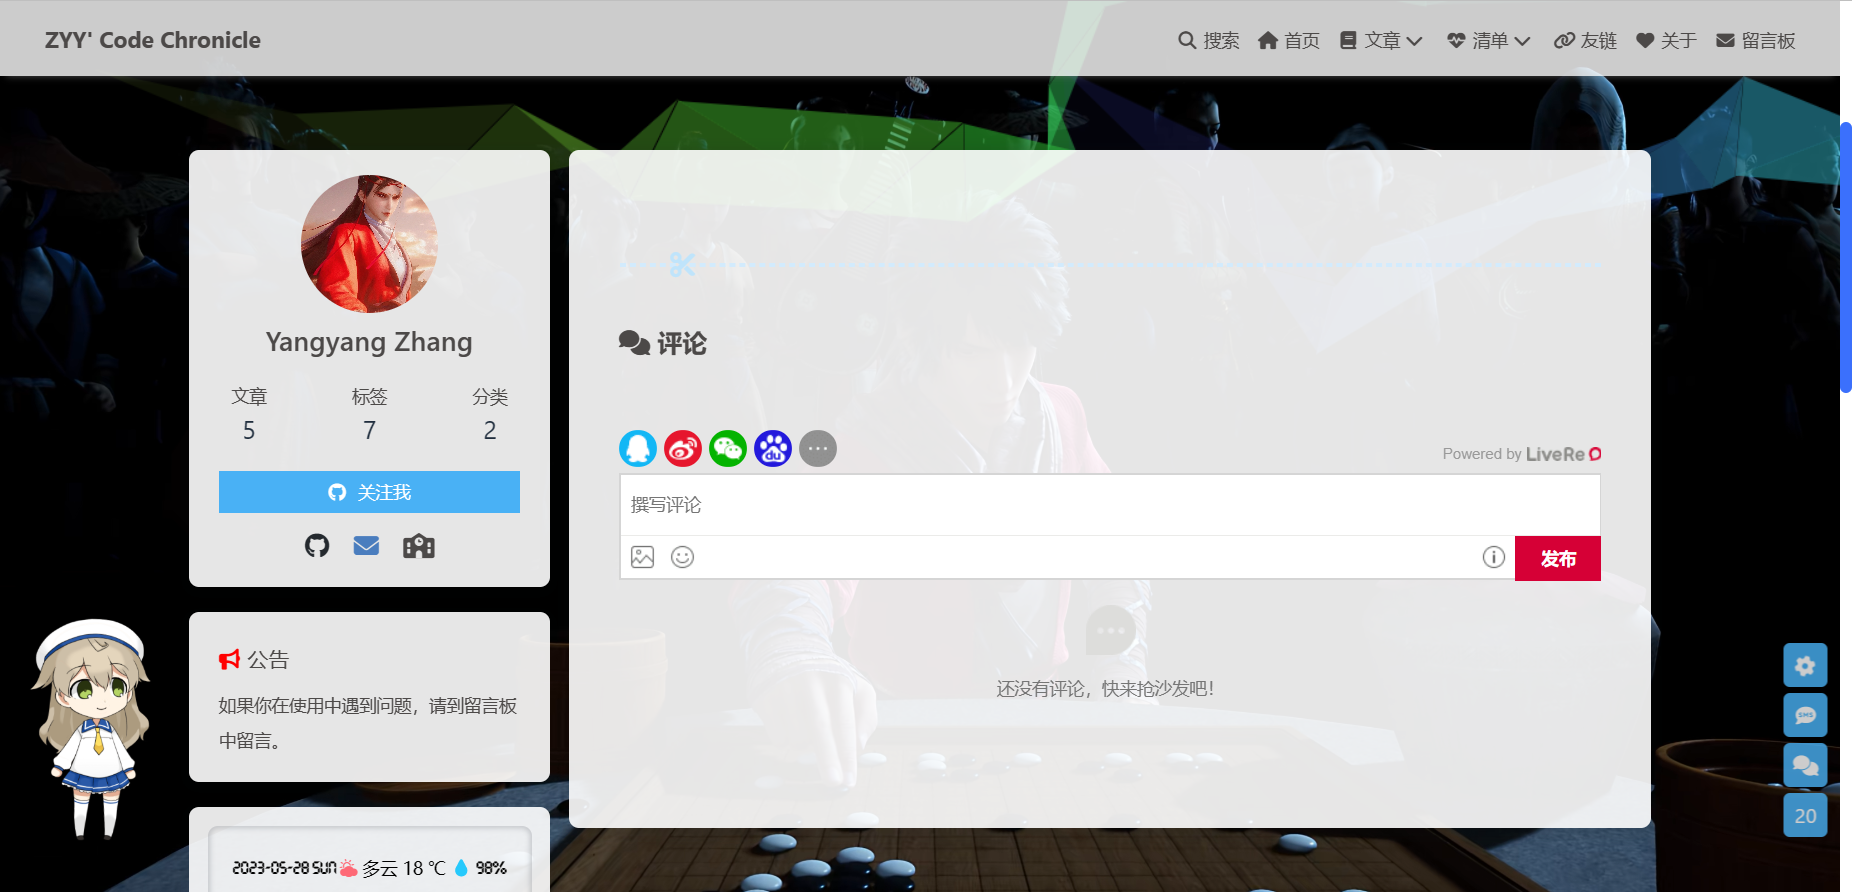 ZYY' Code Chronicle
搜索 首页 文章 清单 友链 关于 留言板
Yangyang Zhang
文章 标签 分类
5 7 2
关注我
公告
如果你在使用中遇到问题，请到留言板
中留言。
2023-05-28 SUN 多云 18 ℃ 98%
评论
du
Powered by LiveRe
撰写评论
发布
还没有评论，快来抢沙发吧！
SMS
20